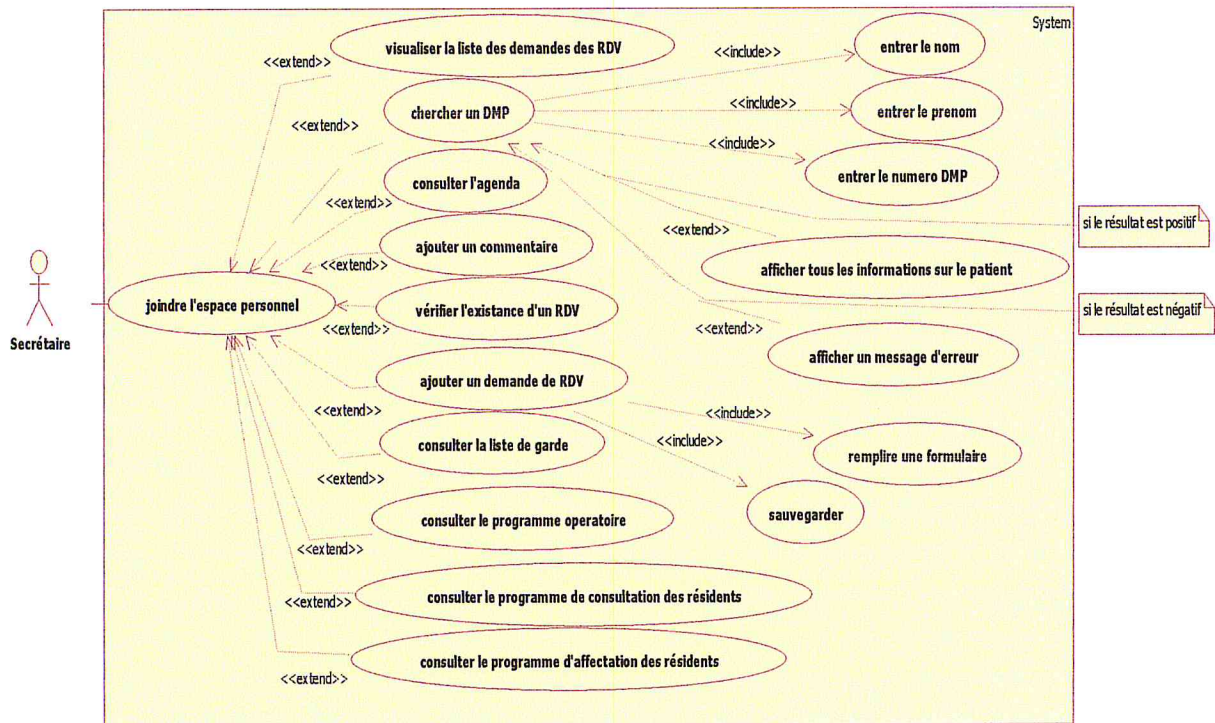 System
visualiser la liste des demandes des RDV
entrer le nom
<<include>>
<<extend>>
chercher un DMP
<<include>>
entrer le prenom
<<extend>>
<<include>>
consulter l'agenda
entrer le numero DMP
<<extend>>
si le résultat est positif
<<extend>>
ajouter un commentaire
<<extend>>
afficher tous les informations sur le patient
joindre l'espace personnel
vérifier l'existance d'un RDV
si le résultat est négatif
<<extend>>
<<extend>>
Secrétaire
afficher un message d'erreur
ajouter un demande de RDV
<<extend>>
<<include>>
<<include>>
consulter la liste de garde
remplire une formulaire
<<extend>>
sauvegarder
consulter le programme operatoire
<<extend>>
consulter le programme de consultation des résidents
<<extend>>
consulter le programme d'affectation des résidents
<<extend>>